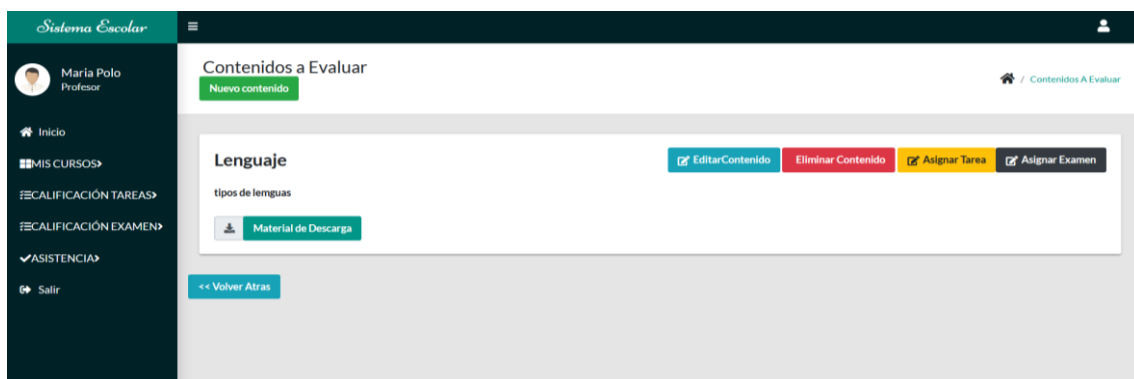 Sistema Escolar
Maria Polo
Profesor
Inicio
MIS CURSOS
CALIFICACIÓN TAREAS
CALIFICACIÓN EXAMEN
ASISTENCIA
Salir
Contenidos a Evaluar
Nuevo contenido
/ Contenidos A Evaluar
Lenguaje
EditarContenido
Eliminar Contenido
Asignar Tarea
Asignar Examen
tipos de lemguas
Material de Descarga
<< Volver Atras